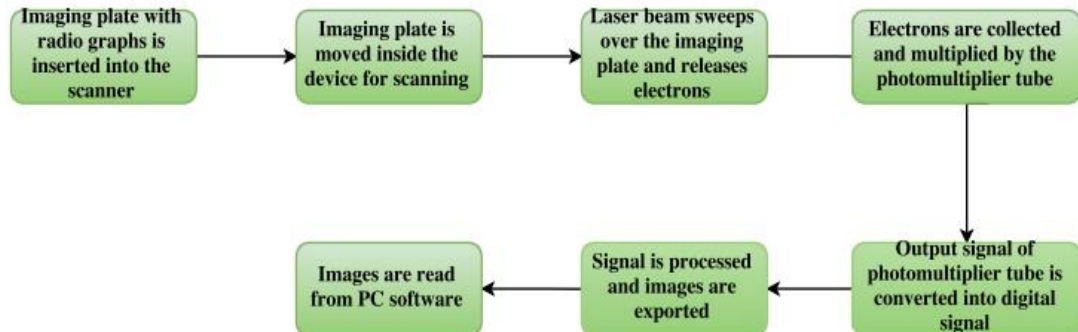 Imaging plate with
radio graphs is
inserted into the
scanner
Imaging plate is
moved inside the
device for scanning
Laser beam sweeps
over the imaging
plate and releases
electrons
Electrons are collected
and multiplied by the
photomultiplier tube
Output signal of
photomultiplier tube is
converted into digital
signal
Signal is processed
and images are
exported
Images are read
from PC software